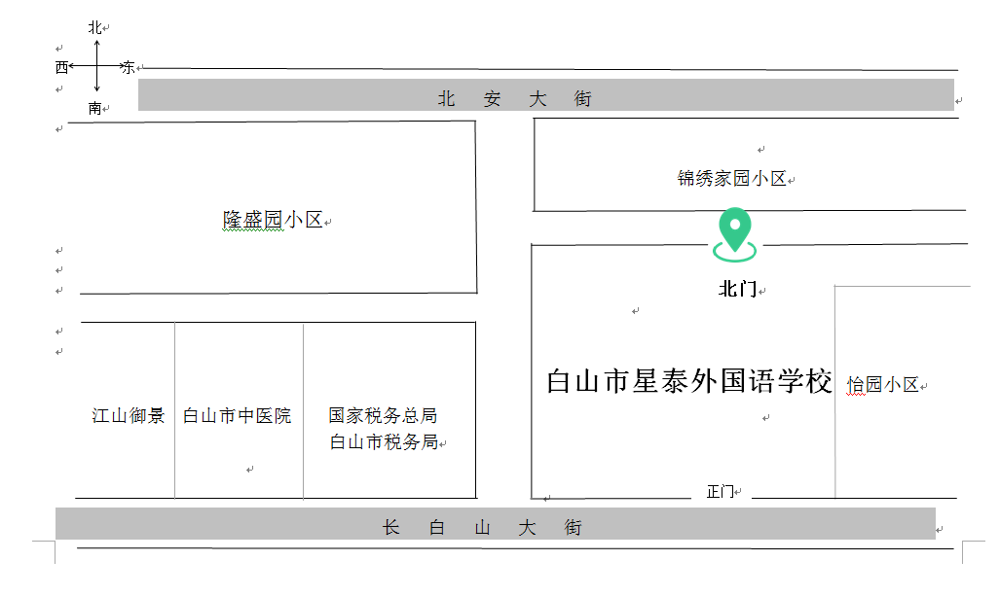 北
西 东
南
北 安 大 街
锦绣家园小区
隆盛园小区
北门
白山市星泰外国语学校
怡园小区
江山御景
白山市中医院
国家税务总局
白山市税务局
正门
长 白 山 大 街